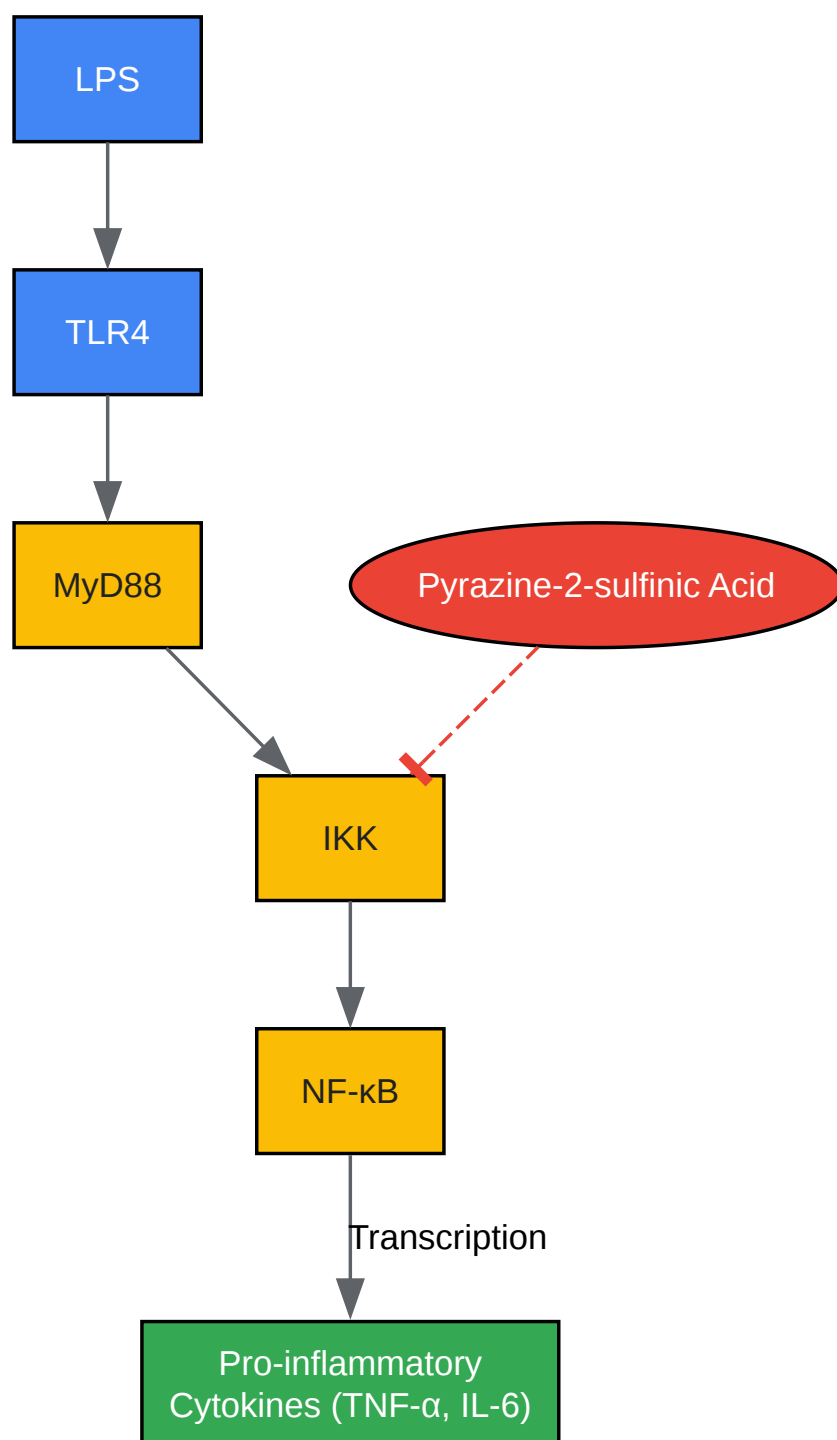 LPS
TLR4
MyD88
Pyrazine-2-sulfinic Acid
IKK
NF-κB
Transcription
Pro-inflammatory
Cytokines (TNF-α, IL-6)